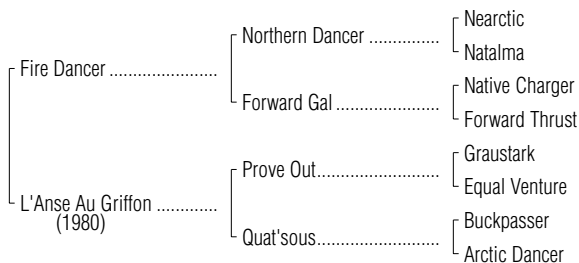 Nearctic
Northern Dancer ...............
Natalma
Fire Dancer .......................
Native Charger
Forward Gal ......................
Forward Thrust
Graustark
Prove Out..........................
Equal Venture
L'Anse Au Griffon .............
(1980)
Buckpasser
Quat'sous..........................
Arctic Dancer